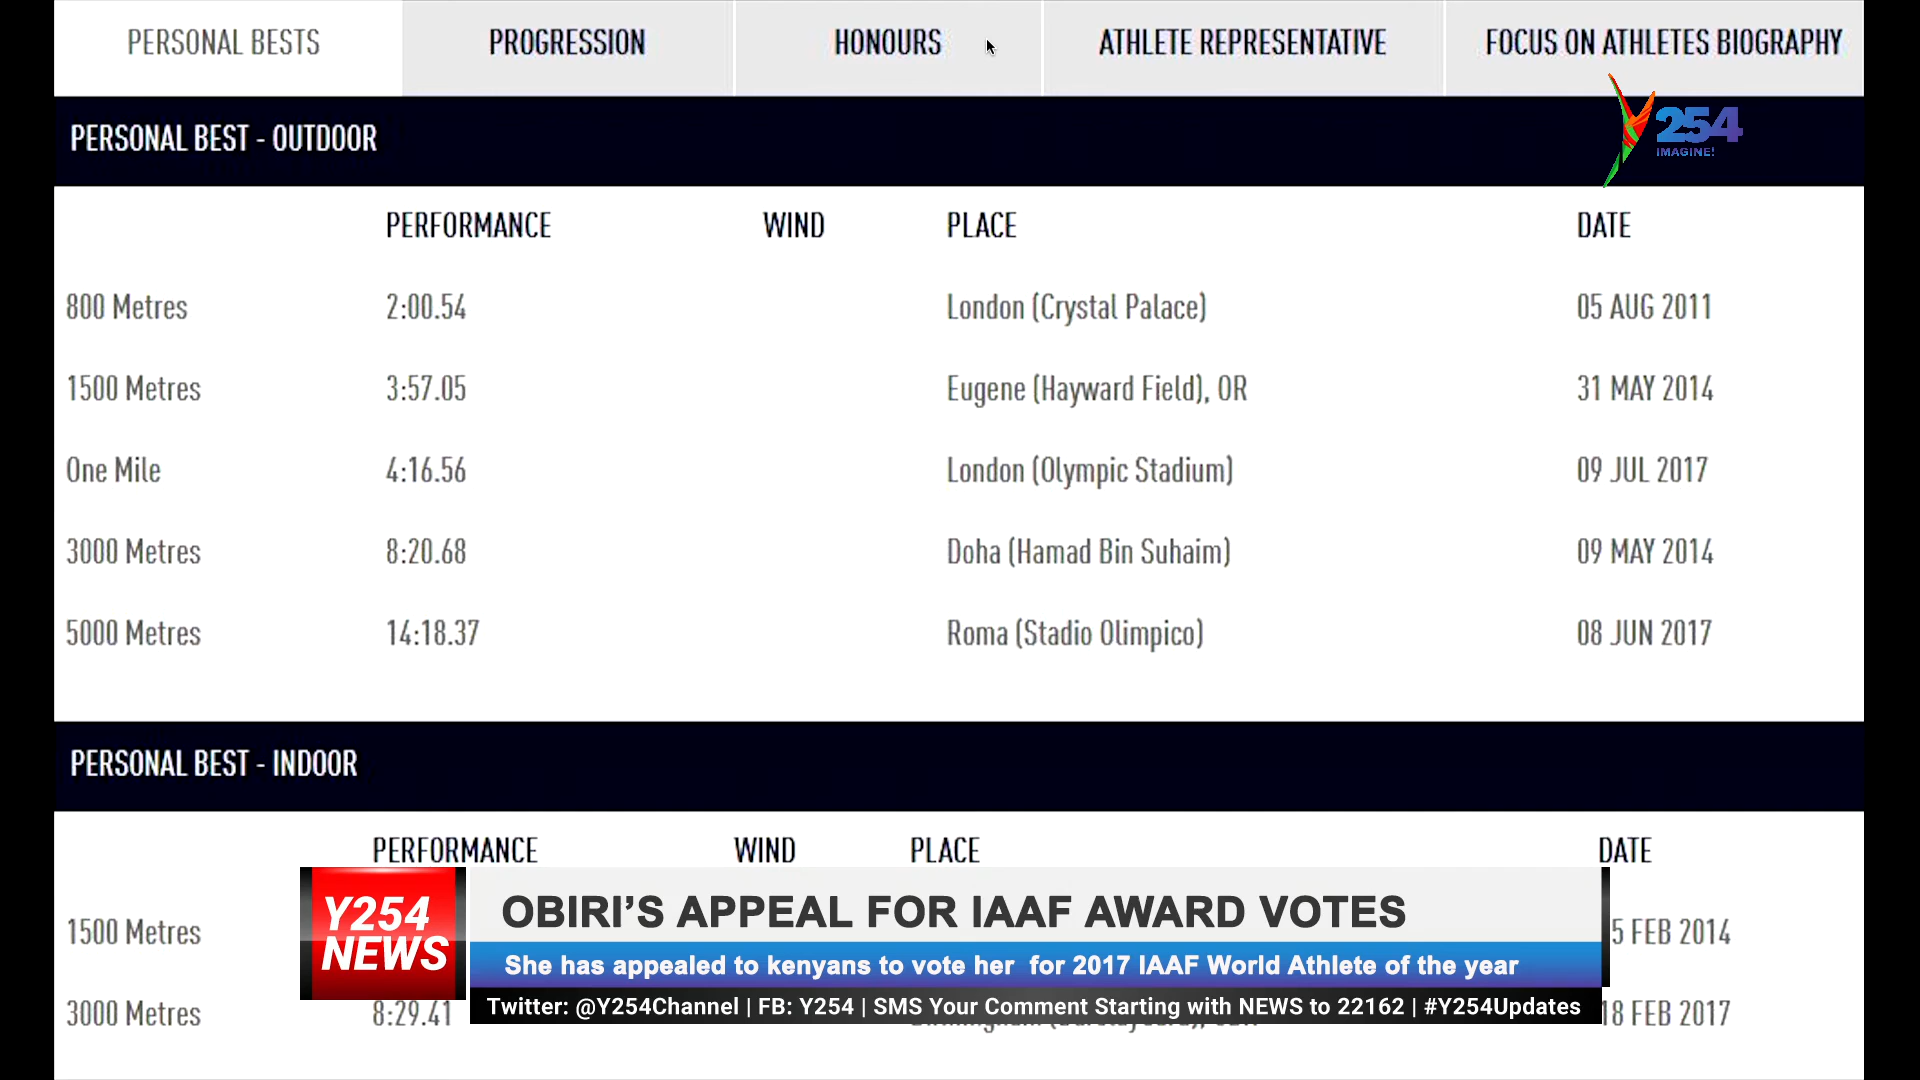 PERSONAL BESTS PROGRESSION HONOURS ATHLETE REPRESENTATIVE FOCUS ON ATHLETES BIOGRAPHY
254
IMAGINE!
PERSONAL BEST - OUTDOOR
PERFORMANCE WIND PLACE DATE
800 Metres 2:00.54 London (Crystal Palace) 05 AUG 2011
1500 Metres 3:57.05 Eugene (Hayward Field), OR 31 MAY 2014
One Mile 4:16.56 London (Olympic Stadium) 09 JUL 2017
3000 Metres 8:20.68 Doha (Hamad Bin Suhaim) 09 MAY 2014
5000 Metres 14:18.37 Roma (Stadio Olimpico) 08 JUN 2017
PERSONAL BEST - INDOOR
PERFORMANCE WIND PLACE DATE
1500 Metres 5 FEB 2014
3000 Metres 8:29.41 18 FEB 2017
Y254
NEWS
OBIRI’S APPEAL FOR IAAF AWARD VOTES
She has appealed to kenyans to vote her for 2017 IAAF World Athlete of the year
Twitter: @Y254Channel | FB: Y254 | SMS Your Comment Starting with NEWS to 22162 | #Y254Updates